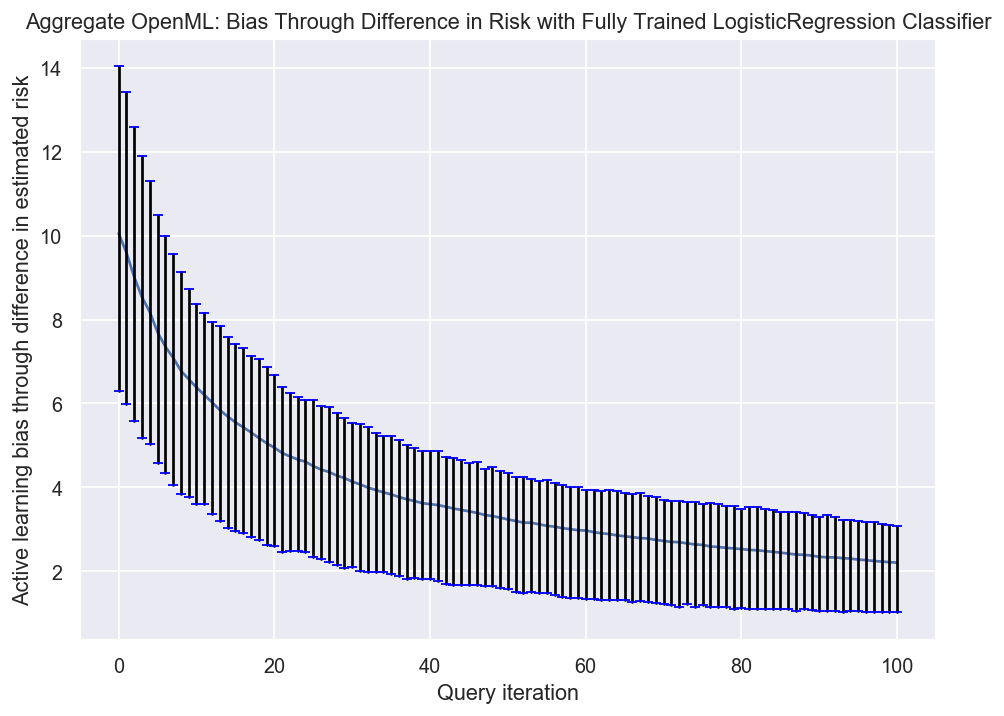 Aggregate OpenML: Bias Through Difference in Risk with Fully Trained LogisticRegression Classifier
Active learning bias through difference in estimated risk
14
12
10
8
6
4
2
0 20 40 60 80 100
Query iteration